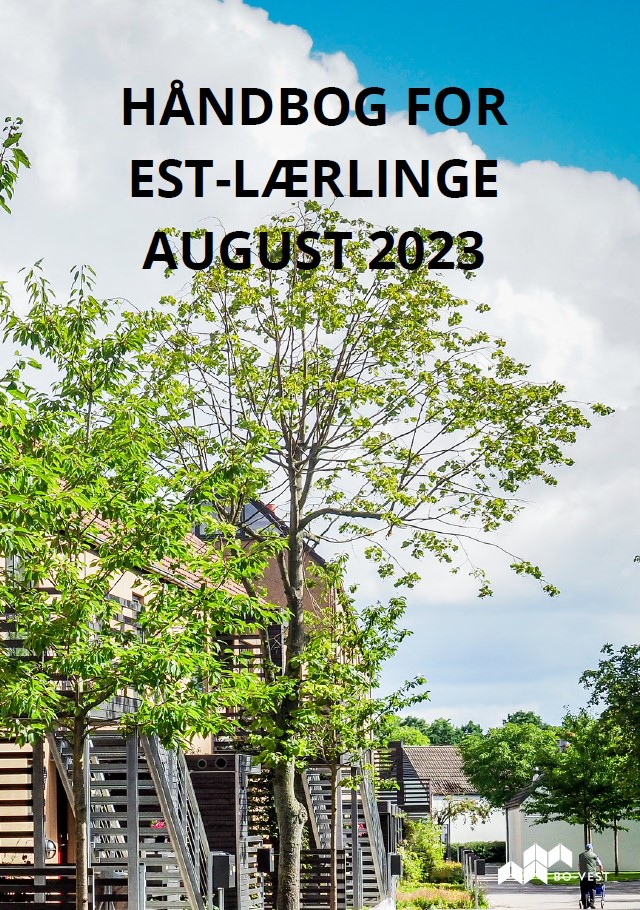 HÅNDBOG FOR
EST-LÆRLINGE
AUGUST 2023
BO-VEST